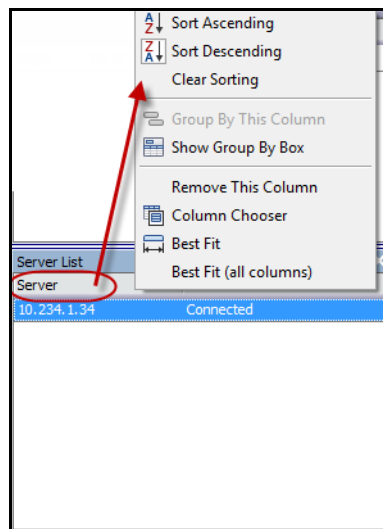 Sort Ascending
Sort Descending
Clear Sorting
Group By This Column
Show Group By Box
Remove This Column
Column Chooser
Best Fit
Best Fit (all columns)
Server List
Server
10.234.1.34 Connected